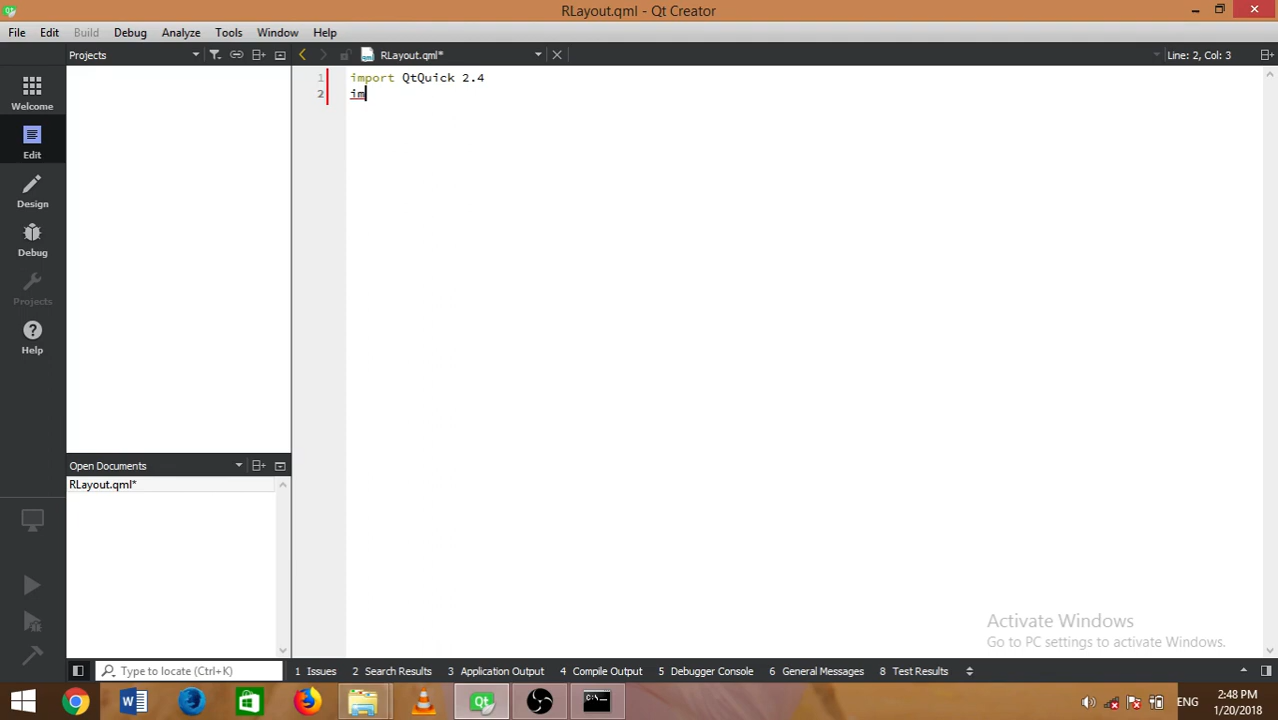 RLayout.qml - Qt Creator
File Edit Build Debug Analyze Tools Window Help
Projects RLayout.qml* Line: 2, Col: 3
1 import QtQuick 2.4
2 im
Welcome
Edit
Design
Debug
Projects
Help
Open Documents
RLayout.qml*
Activate Windows
Go to PC settings to activate Windows.
Type to locate (Ctrl+K) 1 Issues 2 Search Results 3 Application Output 4 Compile Output 5 Debugger Console 6 General Messages 8 Test Results
ENG 2:48 PM
1/20/2018